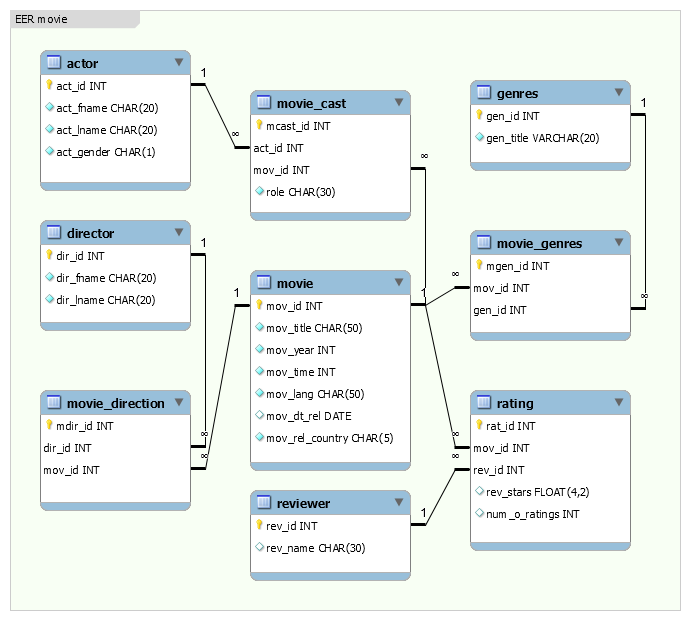 EER movie
actor
act_id INT
act_fname CHAR(20)
act_lname CHAR(20)
act_gender CHAR(1)
1
∞
movie_cast
mcast_id INT
act_id INT
mov_id INT
role CHAR(30)
∞
genres
gen_id INT
gen_title VARCHAR(20)
1
director
dir_id INT
dir_fname CHAR(20)
dir_lname CHAR(20)
1
movie
mov_id INT
mov_title CHAR(50)
mov_year INT
mov_time INT
mov_lang CHAR(50)
mov_dt_rel DATE
mov_rel_country CHAR(5)
1
1
movie_genres
mgen_id INT
mov_id INT
gen_id INT
∞
∞
movie_direction
mdir_id INT
dir_id INT
mov_id INT
∞
∞
rating
rat_id INT
mov_id INT
rev_id INT
rev_stars FLOAT(4,2)
num_o_ratings INT
∞
∞
reviewer
rev_id INT
rev_name CHAR(30)
1